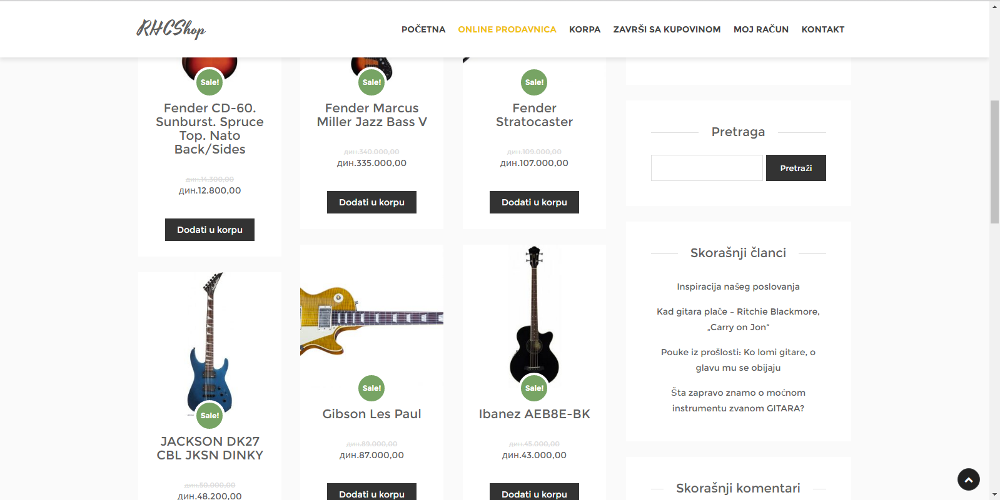 RHCShop
POČETNA
ONLINE PRODAVNICA
KORPA
ZAVRŠI SA KUPOVINOM
MOJ RAČUN
KONTAKT
Sale!
Fender CD-60.
Sunburst. Spruce
Top. Nato
Back/Sides
дин.14.300,00
дин.12.800,00
Dodati u korpu
Sale!
Fender Marcus
Miller Jazz Bass V
дин.340.000,00
дин.335.000,00
Dodati u korpu
Sale!
Fender
Stratocaster
дин.109.000,00
дин.107.000,00
Dodati u korpu
Sale!
JACKSON DK27
CBL JKSN DINKY
дин.50.000,00
дин.48.200,00
Sale!
Gibson Les Paul
дин.89.000,00
дин.87.000,00
Dodati u korpu
Sale!
Ibanez AEB8E-BK
дин.45.000,00
дин.43.000,00
Dodati u korpu
Pretraga
Pretraži
Skorašnji članci
Inspiracija našeg poslovanja
Kad gitara plače – Ritchie Blackmore,
„Carry on Jon“
Pouke iz prošlosti: Ko lomi gitare, o
glavu mu se obijaju
Šta zapravo znamo o moćnom
instrumentu zvanom GITARA?
Skorašnji komentari